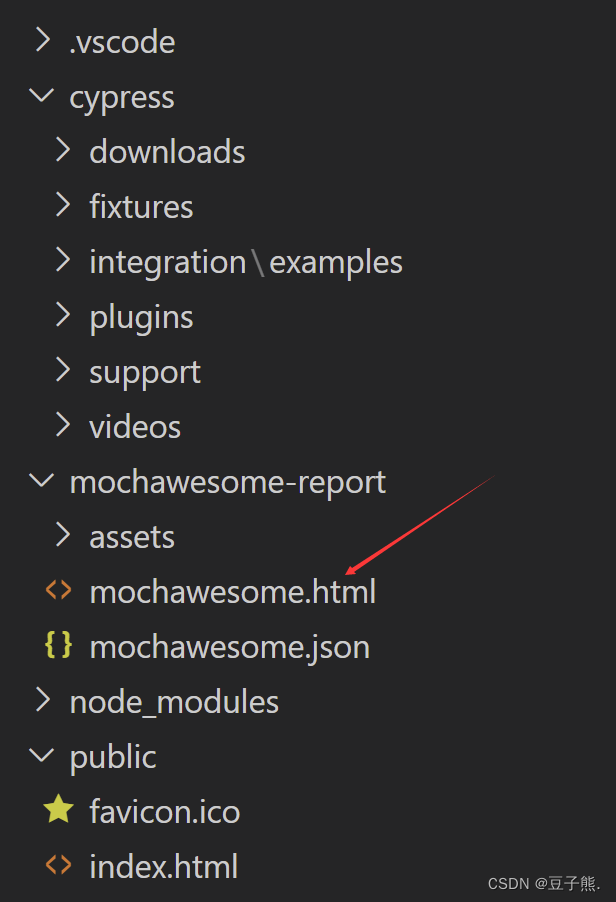 .vscode
cypress
downloads
fixtures
integration\examples
plugins
support
videos
mochawesome-report
assets
mochawesome.html
mochawesome.json
node_modules
public
favicon.ico
index.html
CSDN @豆子熊.